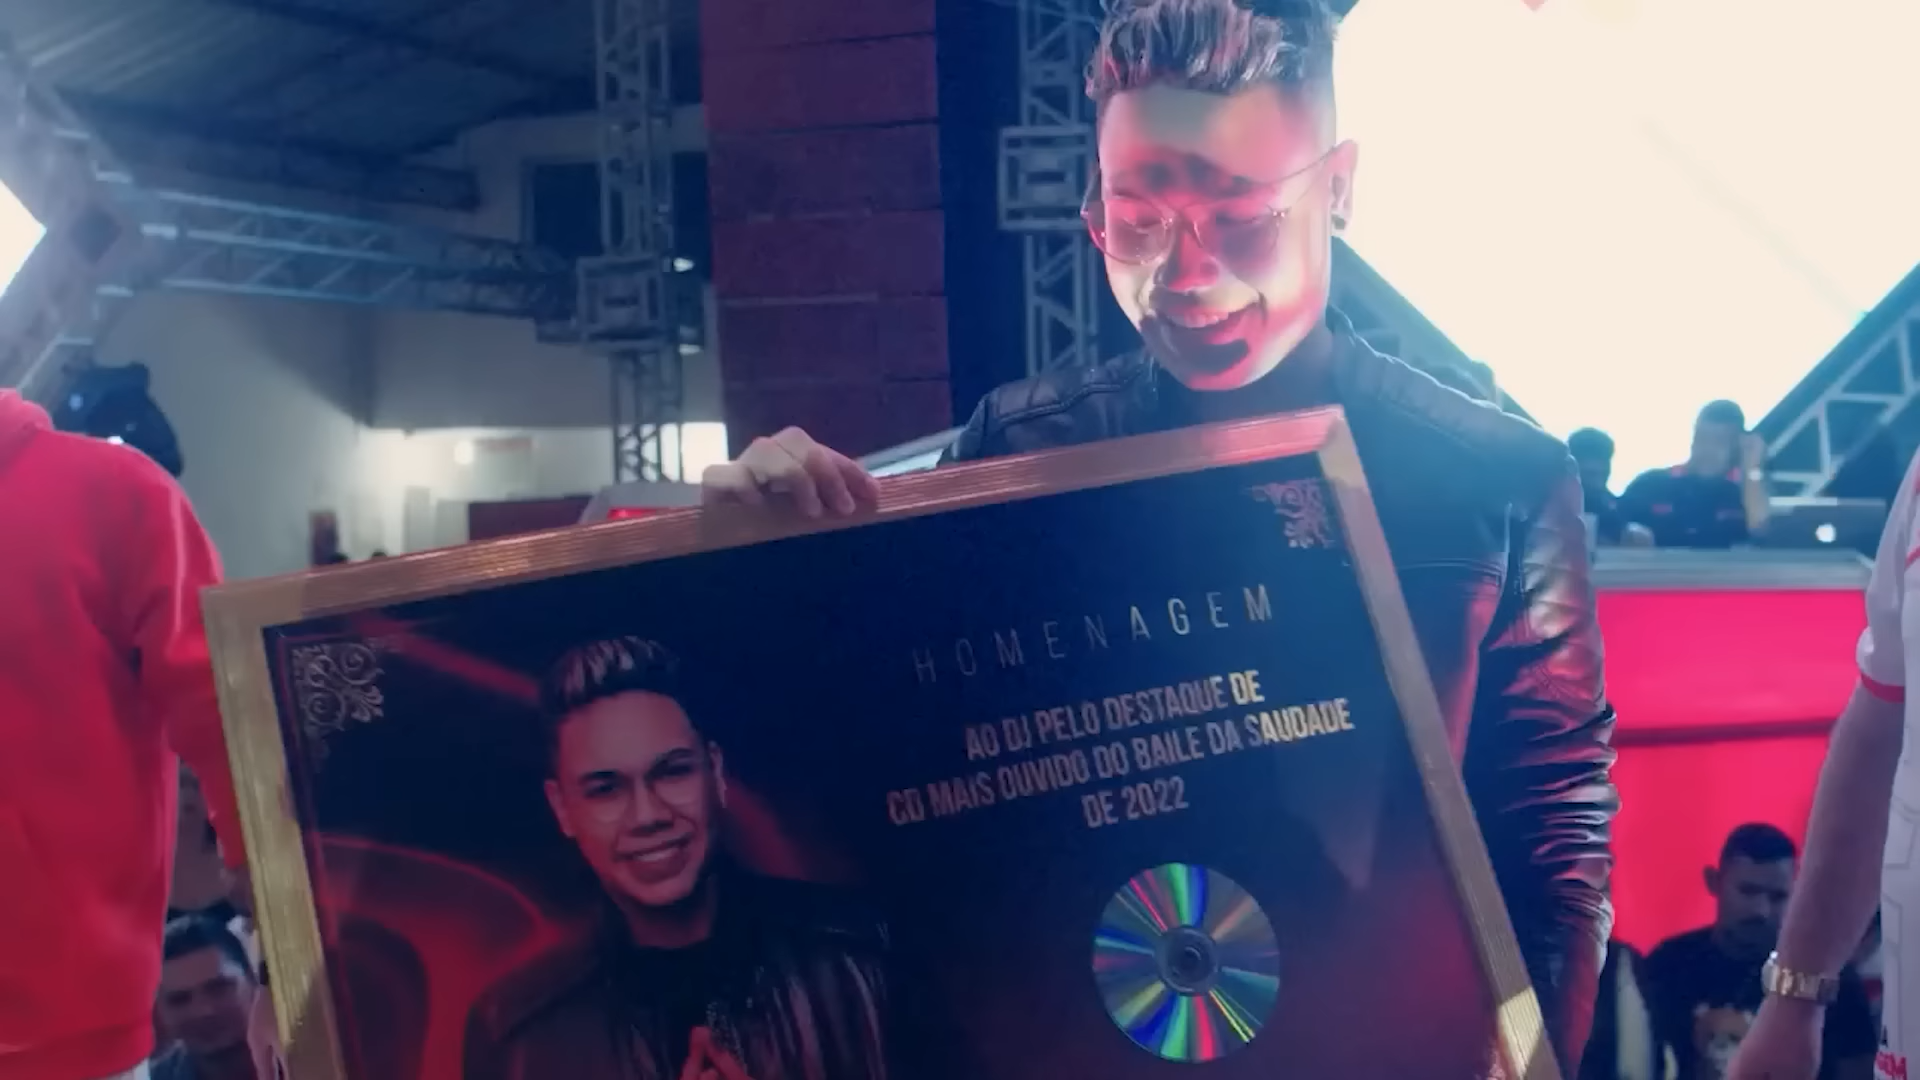 HOMENAGEM
AO DJ PELO DESTAQUE DE
CD MAIS OUVIDO DO BAILE DA SAUDADE
DE 2022